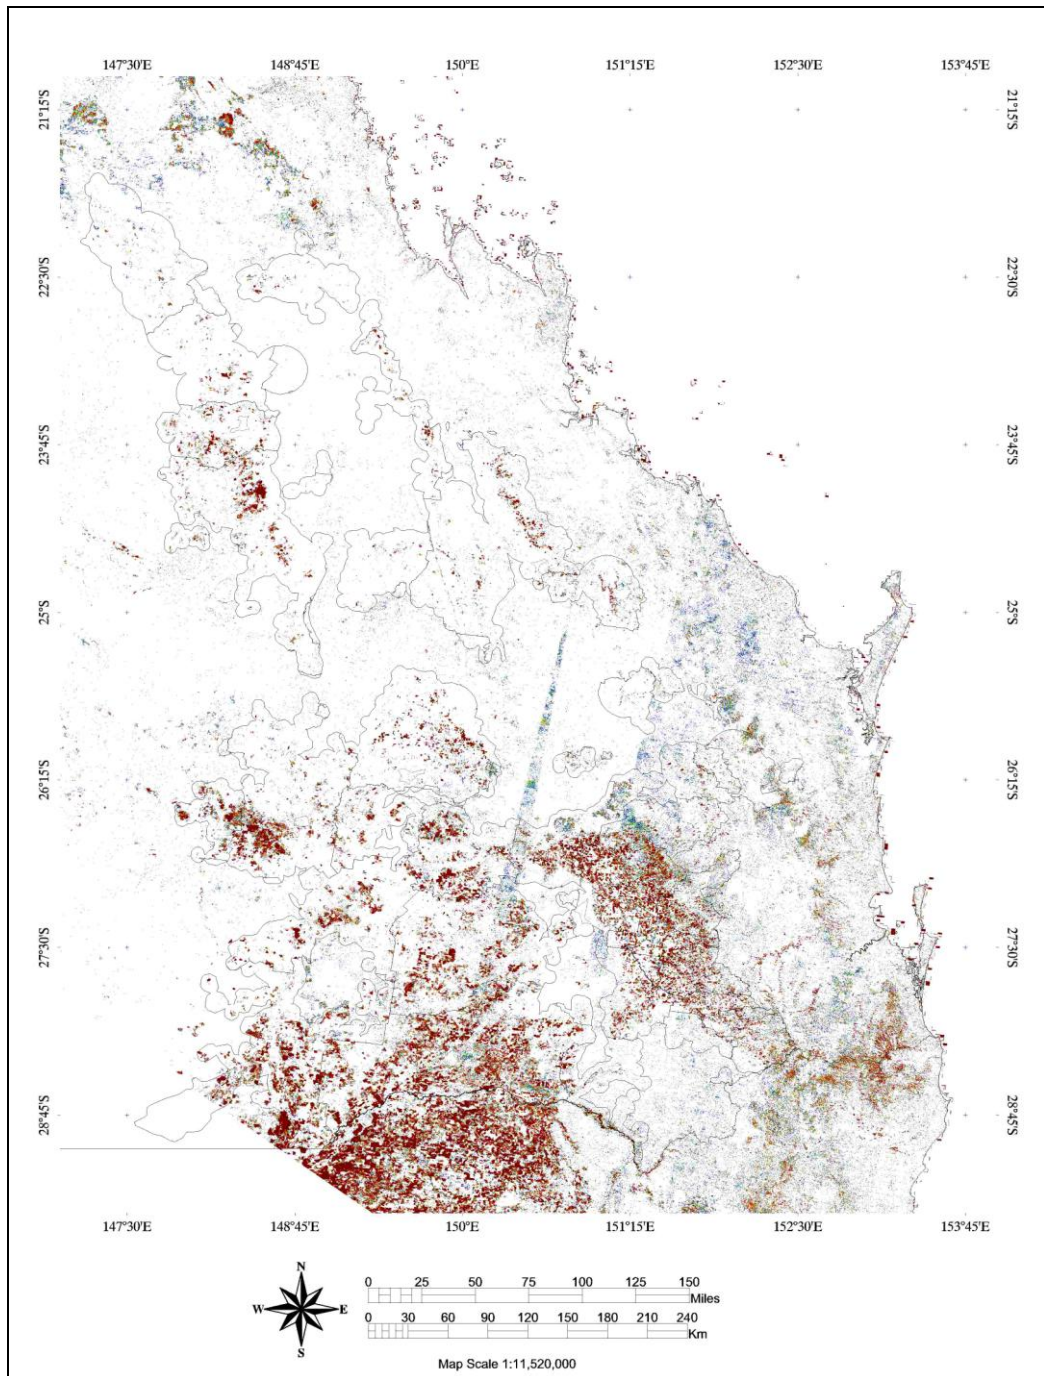 147°30'E 148°45'E 150°E 151°15'E 152°30'E 153°45'E
21°15'S 21°15'S
22°30'S 22°30'S
23°45'S 23°45'S
25°S 25°S
26°15'S 26°15'S
27°30'S 27°30'S
28°45'S 28°45'S
147°30'E 148°45'E 150°E 151°15'E 152°30'E 153°45'E
N
W E
S
0 25 50 75 100 125 150
Miles
0 30 60 90 120 150 180 210 240
Km
Map Scale 1:11,520,000